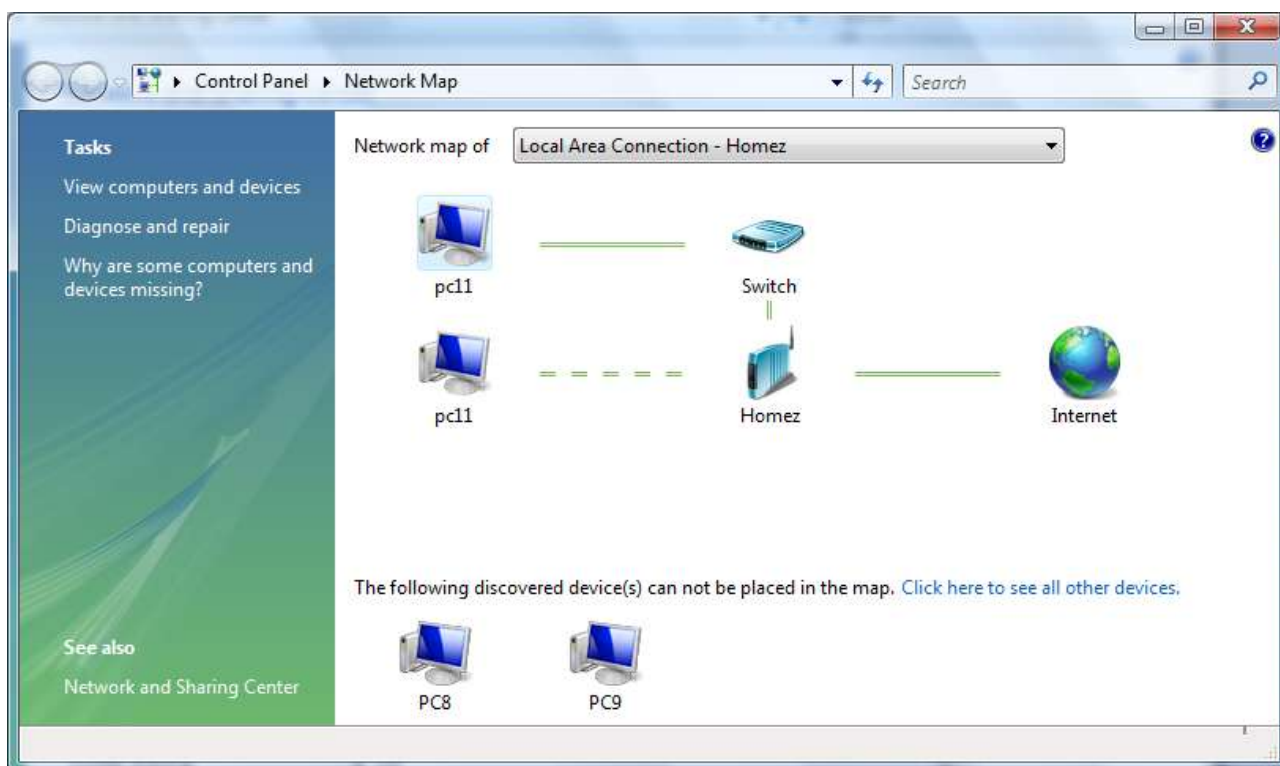 Control Panel Network Map
Search
Tasks
View computers and devices
Diagnose and repair
Why are some computers and
devices missing?
See also
Network and Sharing Center
Network map of Local Area Connection - Homez
pc11
Switch
pc11
Homez
Internet
The following discovered device(s) can not be placed in the map. Click here to see all other devices.
PC8
PC9